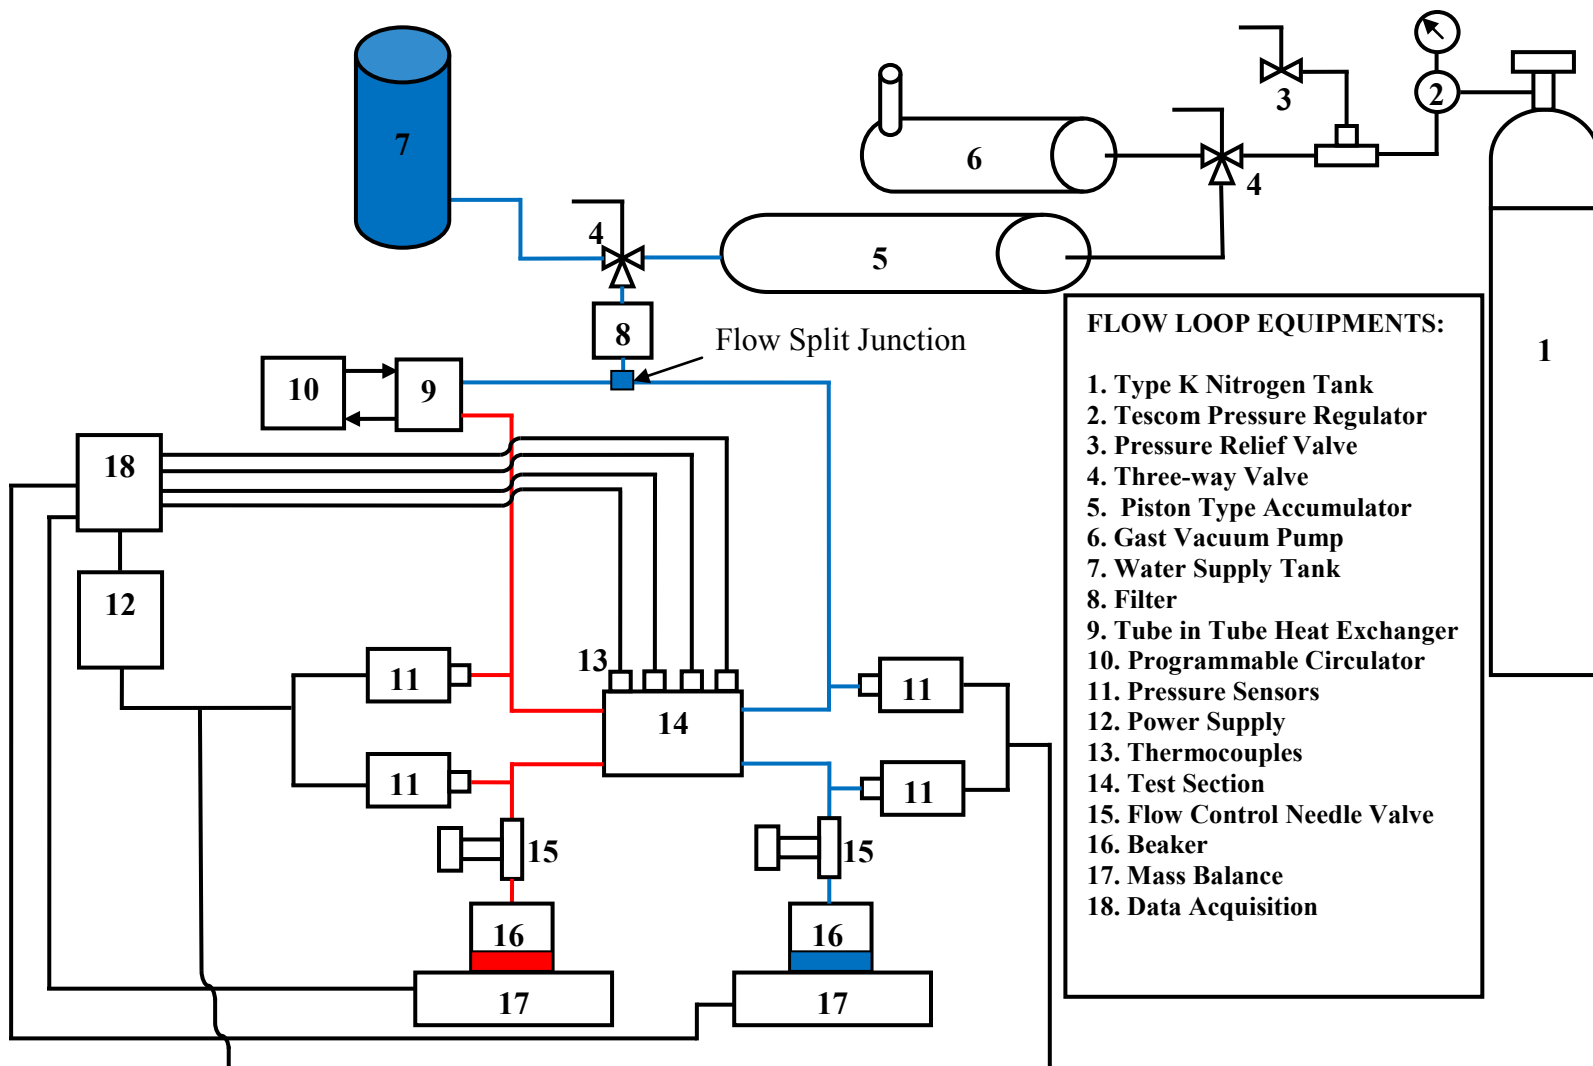 7
6
3
2
4
4
5
1
8
Flow Split Junction
10
9
18
12
13
11
11
14
11
11
15
15
16
16
17
17
FLOW LOOP EQUIPMENTS:
1. Type K Nitrogen Tank
2. Tescom Pressure Regulator
3. Pressure Relief Valve
4. Three-way Valve
5. Piston Type Accumulator
6. Gast Vacuum Pump
7. Water Supply Tank
8. Filter
9. Tube in Tube Heat Exchanger
10. Programmable Circulator
11. Pressure Sensors
12. Power Supply
13. Thermocouples
14. Test Section
15. Flow Control Needle Valve
16. Beaker
17. Mass Balance
18. Data Acquisition